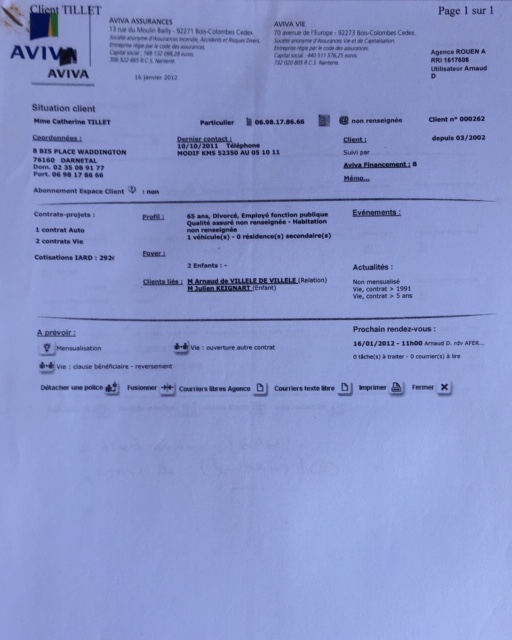 Client TILLET
Page 1 sur 1
AVIVA
AVIVA
AVIVA ASSURANCES
13 rue du Moulin Bailly - 92271 Bois-Colombes Cedex.
Société anonyme d'Assurances Incendie, Accidents et Risques Divers
Entreprise régie par le code des assurances.
Capital social : 168 132 098,28 euros
306 522 665 R.C.S. Nanterre.
16 janvier 2012
AVIVA VIE
70 avenue de l'Europe - 92273 Bois-Colombes Cedex.
Société anonyme d'Assurances Vie et de Capitalisation.
Entreprise régie par le code des assurances.
732 020 805 R.C.S. Nanterre.
Agence ROUEN A
RRI 1617608
Utilisateur Arnaud
D
Situation client
Mme Catherine TILLET
Particulier
06.98.17.86.66
@ non renseignée
Client n° 000262
Coordonnées :
8 BIS PLACE WADDINGTON
76160 DARNETAL
Dom. 02 35 08 91 77
Port. 06 98 17 86 66
Dernier contact :
10/10/2011 Téléphone
MODIF KMS 52350 AU 05 10 11
Client :
depuis 03/2002
Suivi par
Aviva Financement : B
Mémo...
Abonnement Espace Client : non
Contrats-projets :
1 contrat Auto
2 contrats Vie
Cotisations IARD : 292€
Profil :
65 ans, Divorcé, Employé fonction publique
Qualité assuré non renseignée - Habitation
non renseignée
1 véhicule(s) - 0 résidence(s) secondaire(s)
Foyer :
2 Enfants : -
Clients liés :
M Arnaud de VILLELE DE VILLELE (Relation)
M Julien KEIGNART (Enfant)
Evénements :
Actualités :
Non mensualisé
Vie, contrat > 1991
Vie, contrat > 5 ans
A prévoir :
Mensualisation
Vie : ouverture autre contrat
Vie : clause bénéficiaire - reversement
Prochain rendez-vous :
16/01/2012 - 11h00 Arnaud D. rdv AFER...
0 tâche(s) à traiter - 0 courrier(s) à lire
Détacher une police
Fusionner
Courriers libres Agence
Courriers texte libre
Imprimer
Fermer